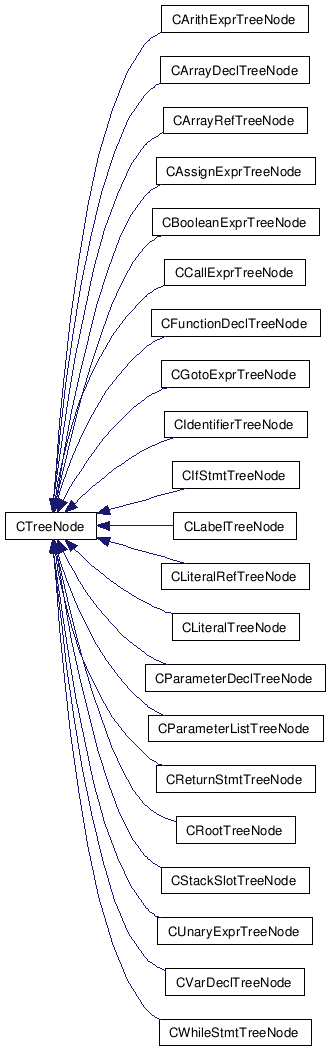 CArithExprTreeNode
CArrayDeclTreeNode
CArrayRefTreeNode
CAssignExprTreeNode
CBooleanExprTreeNode
CCallExprTreeNode
CFunctionDeclTreeNode
CGotoExprTreeNode
CIdentifierTreeNode
CIfStmtTreeNode
CTreeNode
CLabelTreeNode
CLiteralRefTreeNode
CLiteralTreeNode
CParameterDeclTreeNode
CParameterListTreeNode
CReturnStmtTreeNode
CRootTreeNode
CStackSlotTreeNode
CUnaryExprTreeNode
CVarDeclTreeNode
CWhileStmtTreeNode